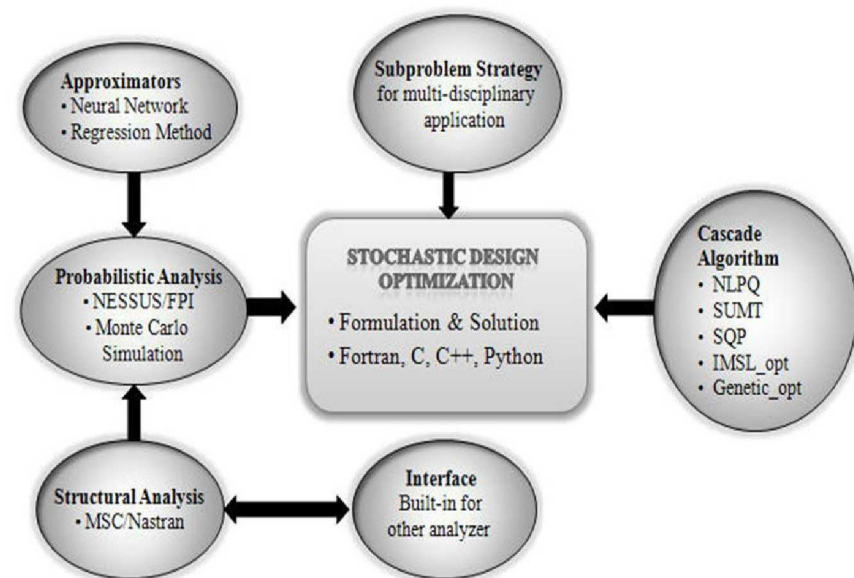 Approximators
• Neural Network
• Regression Method
Subproblem Strategy
for multi-disciplinary
application
Probabilistic Analysis
• NESSUS/FPI
• Monte Carlo
Simulation
STOCHASTIC DESIGN
OPTIMIZATION
• Formulation & Solution
• Fortran, C, C++, Python
Cascade
Algorithm
• NLPQ
• SUMT
• SQP
• IMSL_opt
• Genetic_opt
Structural Analysis
• MSC/Nastran
Interface
Built-in for
other analyzer